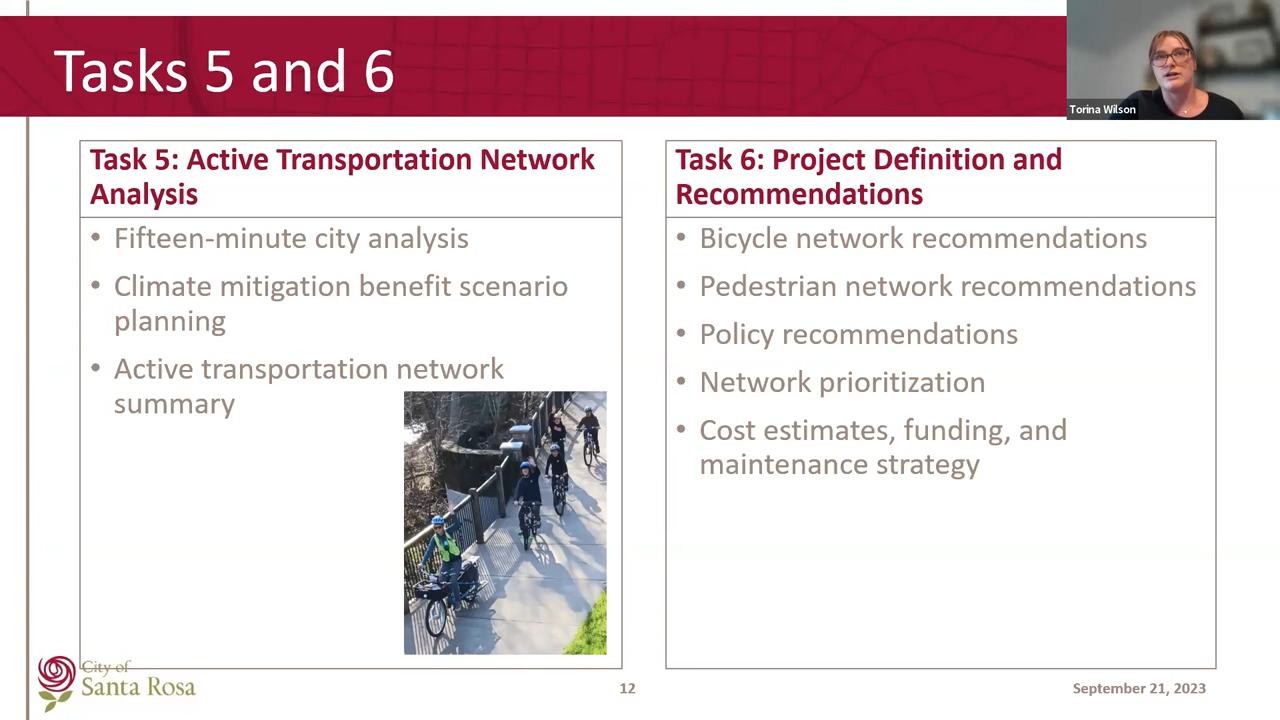 Tasks 5 and 6
Torina Wilson
Task 5: Active Transportation Network
Analysis
• Fifteen-minute city analysis
• Climate mitigation benefit scenario
planning
• Active transportation network
summary
Task 6: Project Definition and
Recommendations
• Bicycle network recommendations
• Pedestrian network recommendations
• Policy recommendations
• Network prioritization
• Cost estimates, funding, and
maintenance strategy
City of
Santa Rosa
12
September 21, 2023